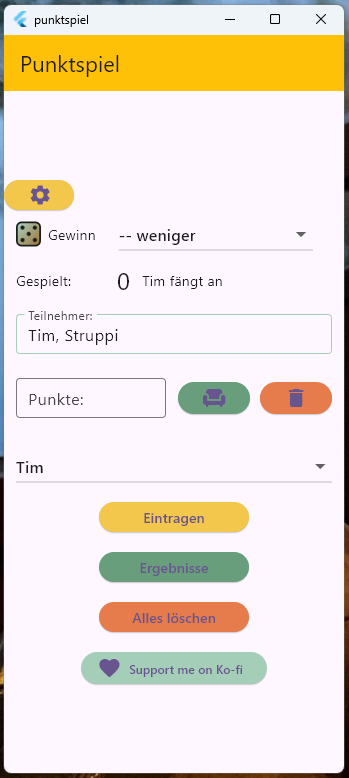 punktspiel
Punktspiel
Gewinn -- weniger
Gespielt: 0 Tim fängt an
Teilnehmer:
Tim, Struppi
Punkte:
Tim
Eintragen
Ergebnisse
Alles löschen
Support me on Ko-fi